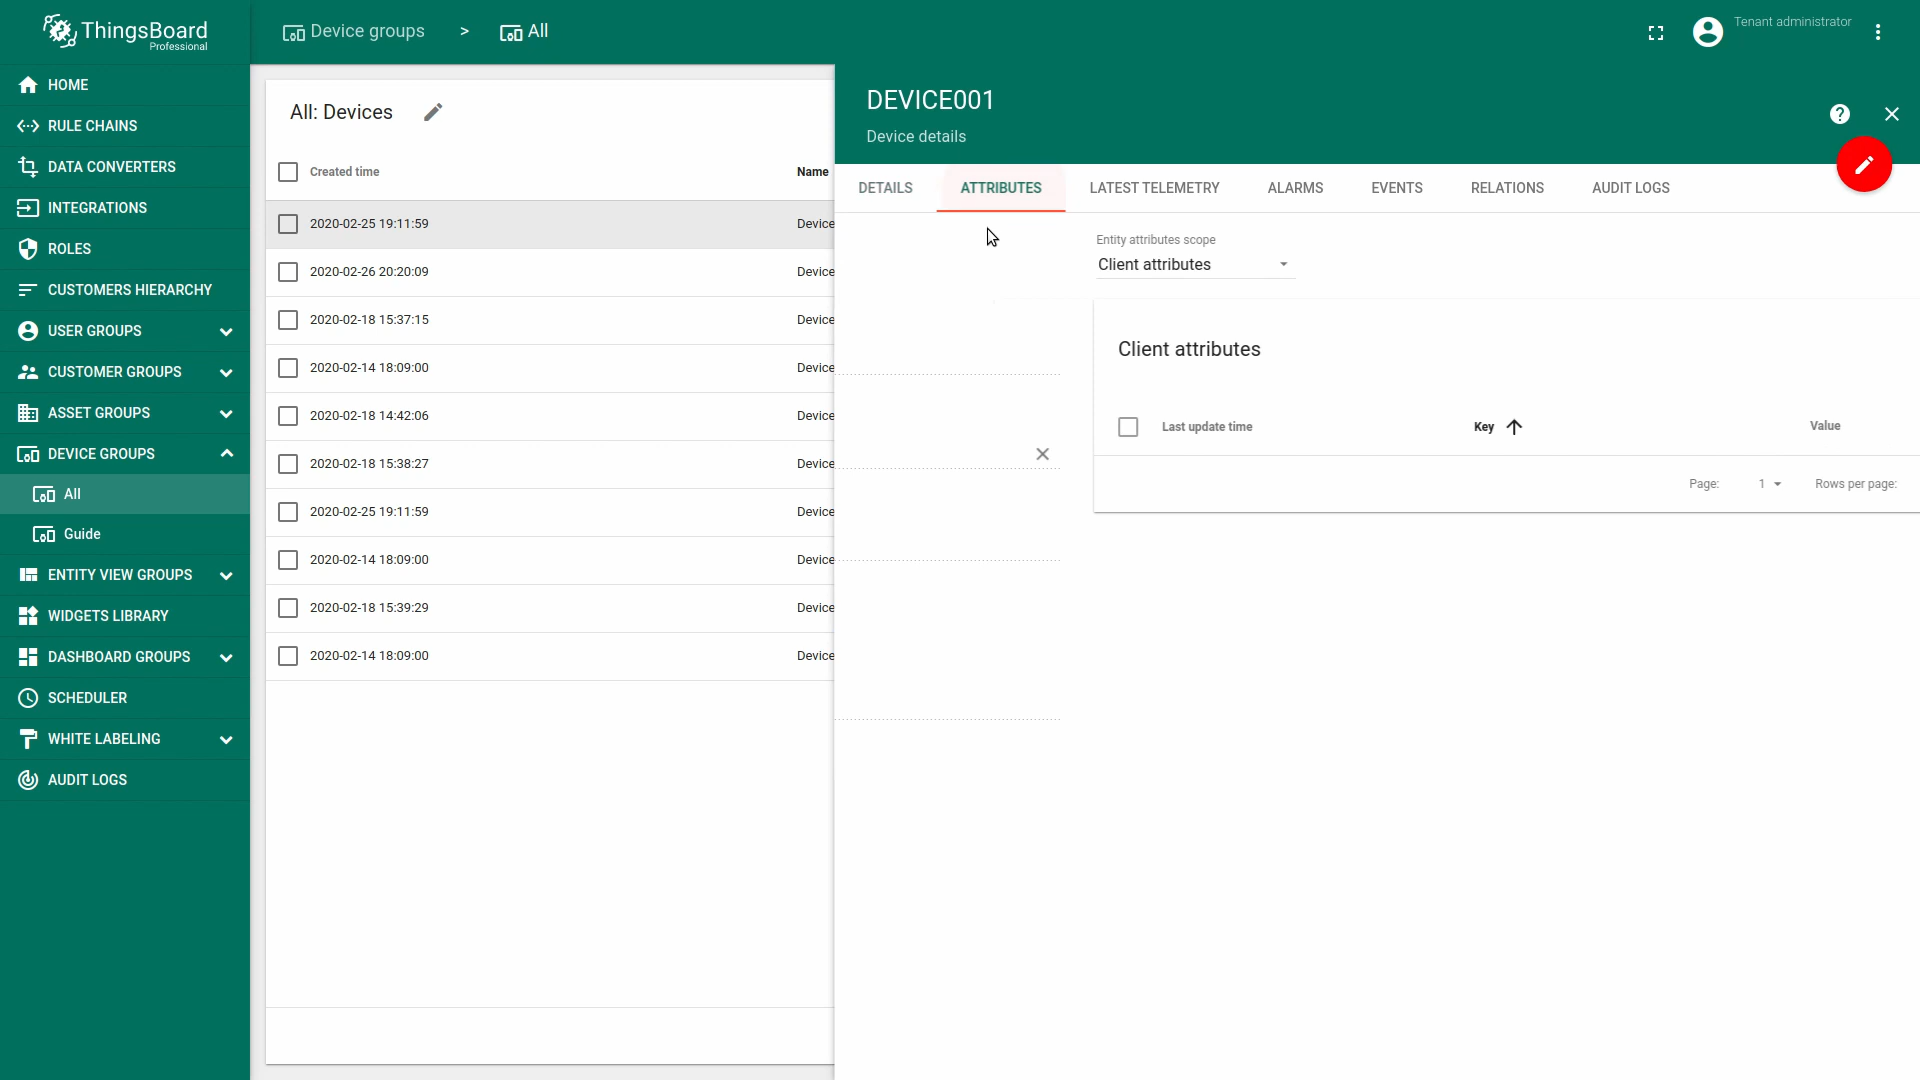 ThingsBoard
Professional
HOME
RULE CHAINS
DATA CONVERTERS
INTEGRATIONS
ROLES
CUSTOMERS HIERARCHY
USER GROUPS
CUSTOMER GROUPS
ASSET GROUPS
DEVICE GROUPS
All
Guide
ENTITY VIEW GROUPS
WIDGETS LIBRARY
DASHBOARD GROUPS
SCHEDULER
WHITE LABELING
AUDIT LOGS
Device groups > All
Tenant administrator
All: Devices
Created time Name
2020-02-25 19:11:59 Device
2020-02-26 20:20:09 Device
2020-02-18 15:37:15 Device
2020-02-14 18:09:00 Device
2020-02-18 14:42:06 Device
2020-02-18 15:38:27 Device
2020-02-25 19:11:59 Device
2020-02-14 18:09:00 Device
2020-02-18 15:39:29 Device
2020-02-14 18:09:00 Device
DEVICE001
Device details
DETAILS ATTRIBUTES LATEST TELEMETRY ALARMS EVENTS RELATIONS AUDIT LOGS
Entity attributes scope
Client attributes
Client attributes
Last update time Key Value
Page: 1 Rows per page: